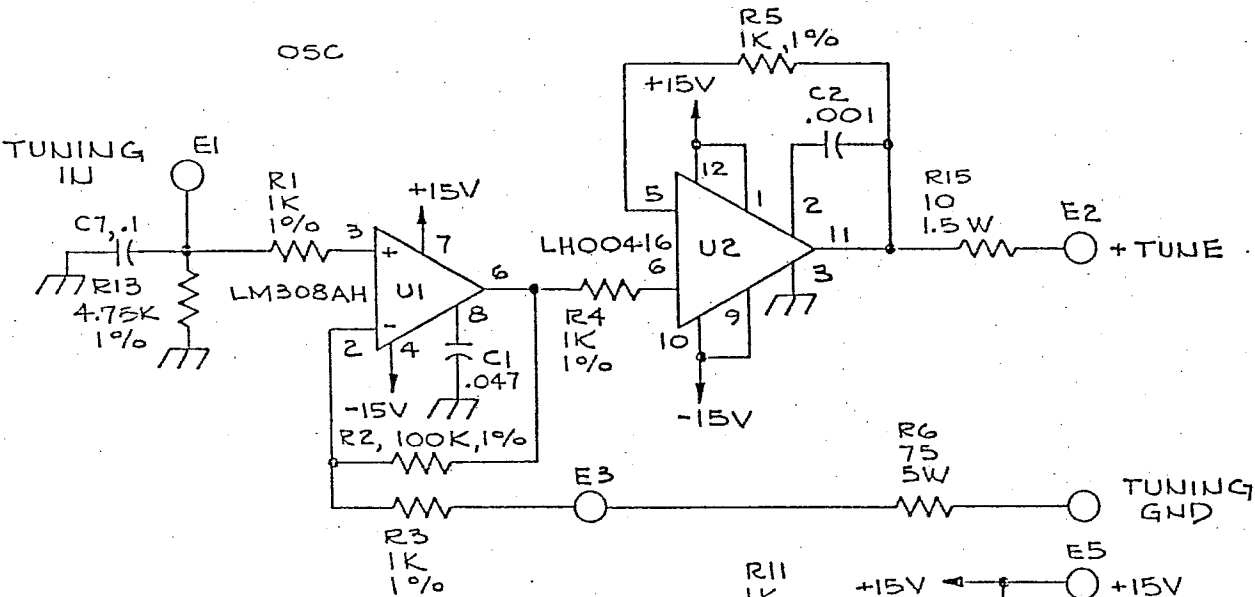 OSC
R5
1K, 1%
+15V
C2
.001
TUNING
IN
E1
R1
1K
1%
+15V
12
1
5
2
R15
10
1.5W
E2
C7, .1
3
7
LH0041G
U2
11
+ TUNE
+
6
6
3
R13
4.75K
1%
LM308AH
U1
8
R4
1K
1%
9
10
-
2
4
C1
.047
-15V
-15V
R2, 100K, 1%
R6
75
5W
E3
TUNING
GND
R3
1K
1%
R11
1K
+15V
E5
+15V